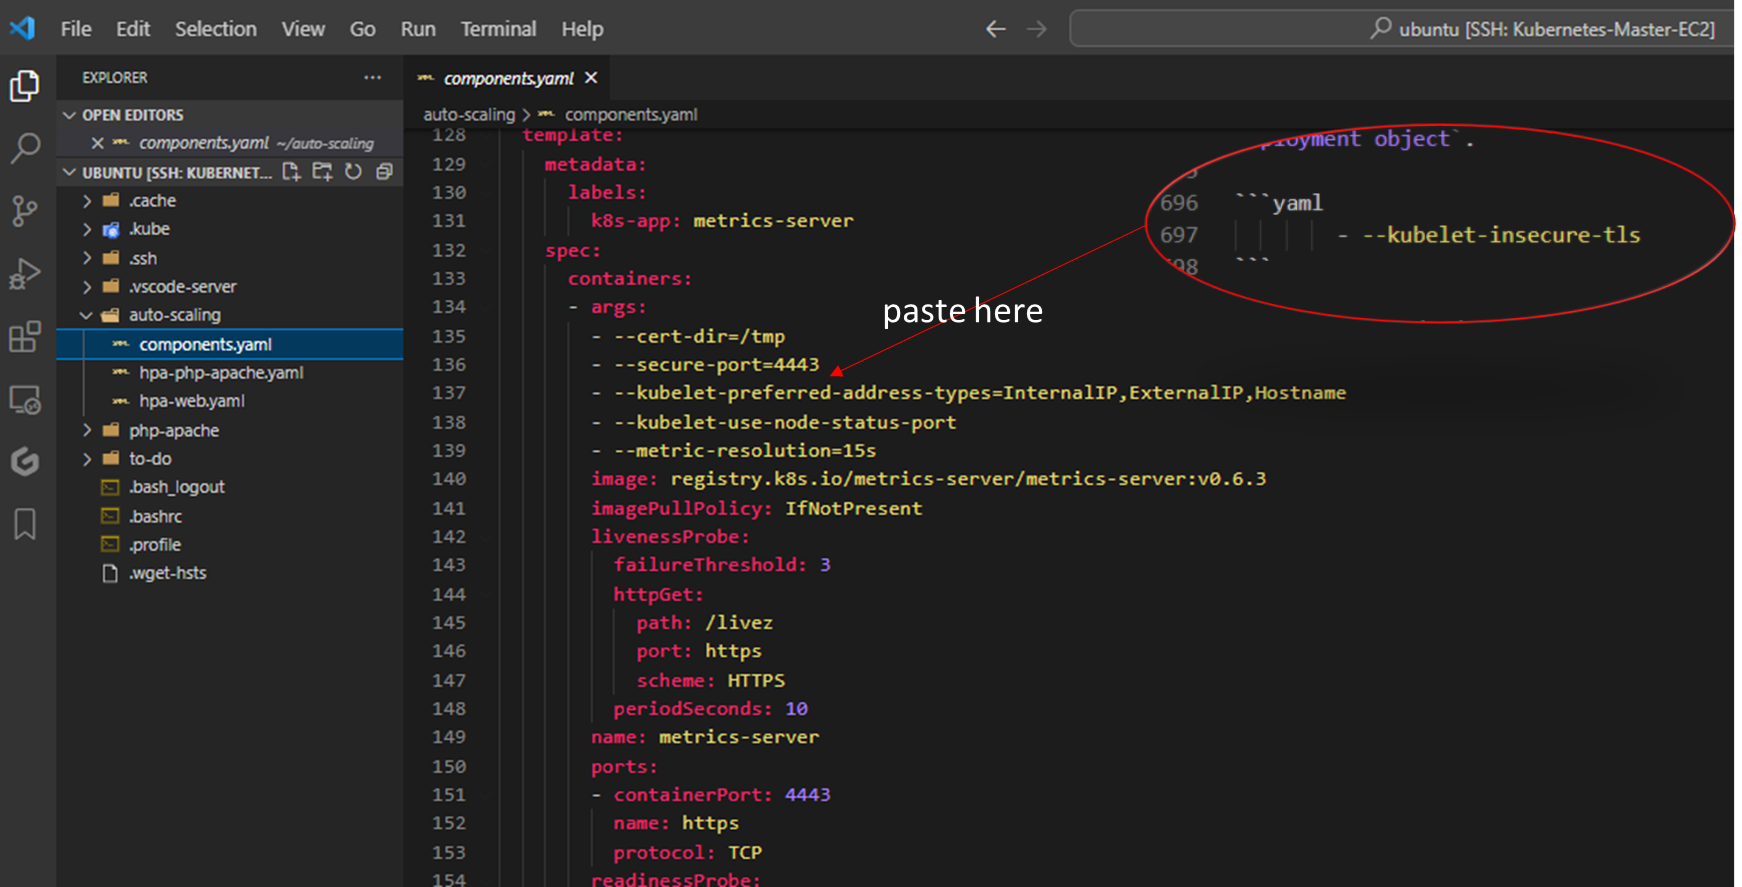 File Edit Selection View Go Run Terminal Help
ubuntu [SSH: Kubernetes-Master-EC2]
EXPLORER
OPEN EDITORS
components.yaml ~/auto-scaling
UBUNTU [SSH: KUBERNET...
.cache
.kube
.ssh
.vscode-server
auto-scaling
components.yaml
hpa-php-apache.yaml
hpa-web.yaml
php-apache
to-do
.bash_logout
.bashrc
.profile
.wget-hsts
components.yaml
auto-scaling > components.yaml
128 template:
129 metadata:
130 labels:
131 k8s-app: metrics-server
132 spec:
133 containers:
134 - args:
135 - --cert-dir=/tmp
136 - --secure-port=4443
137 - --kubelet-preferred-address-types=InternalIP,ExternalIP,Hostname
138 - --kubelet-use-node-status-port
139 - --metric-resolution=15s
140 image: registry.k8s.io/metrics-server/metrics-server:v0.6.3
141 imagePullPolicy: IfNotPresent
142 livenessProbe:
143 failureThreshold: 3
144 httpGet:
145 path: /livez
146 port: https
147 scheme: HTTPS
148 periodSeconds: 10
149 name: metrics-server
150 ports:
151 - containerPort: 4443
152 name: https
153 protocol: TCP
154 readinessProbe:
paste here
object`.
696 ```yaml
697 - --kubelet-insecure-tls
698 ```